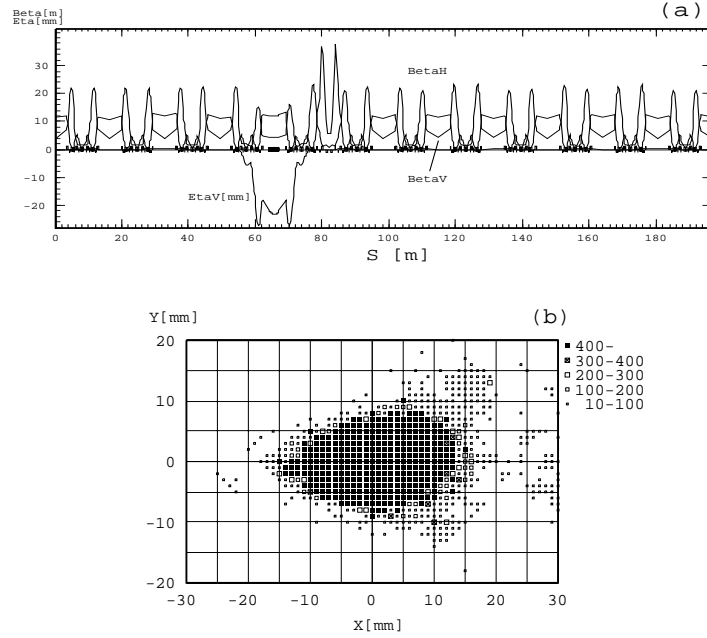 Beta[m]
Eta[mm]
(a)
30
20
10
0
-10
-20
BetaH
BetaV
EtaV[mm]
0 20 40 60 80 100 120 140 160 180
S [m]
Y[mm]
(b)
20
10
0
-10
-20
400-
300-400
200-300
100-200
10-100
-30 -20 -10 0 10 20 30
X[mm]